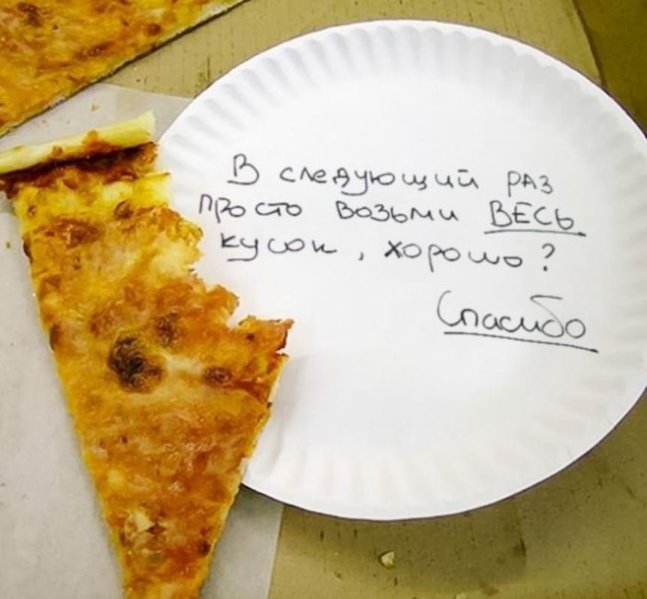 В следующий раз
просто возьми ВЕСЬ
кусок, хорошо?
Спасибо